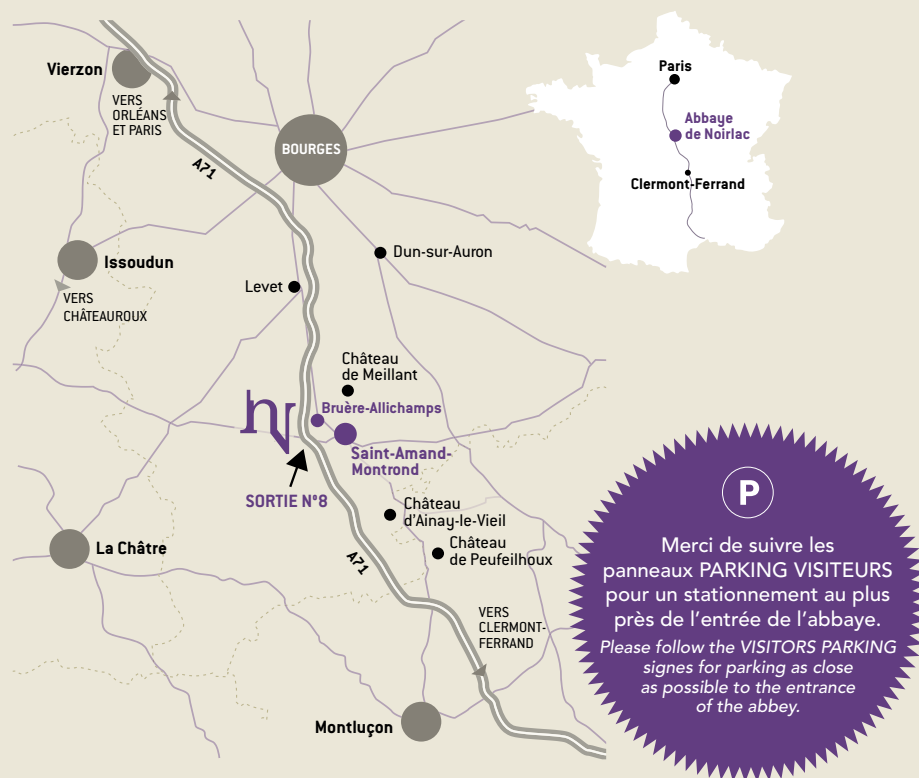 Vierzon
VERS
ORLÉANS
ET PARIS
A71
BOURGES
Paris
Abbaye
de Noirlac
Clermont-Ferrand
Issoudun
VERS
CHÂTEAUROUX
Dun-sur-Auron
Levet
Château
de Meillant
Bruère-Allichamps
Saint-Amand-
Montrond
SORTIE N°8
Château
d'Ainay-le-Vieil
Château
de Peufeilhoux
La Châtre
A71
VERS
CLERMONT-
FERRAND
Montluçon
P
Merci de suivre les
panneaux PARKING VISITEURS
pour un stationnement au plus
près de l'entrée de l'abbaye.
Please follow the VISITORS PARKING
signs for parking as close
as possible to the entrance
of the abbey.